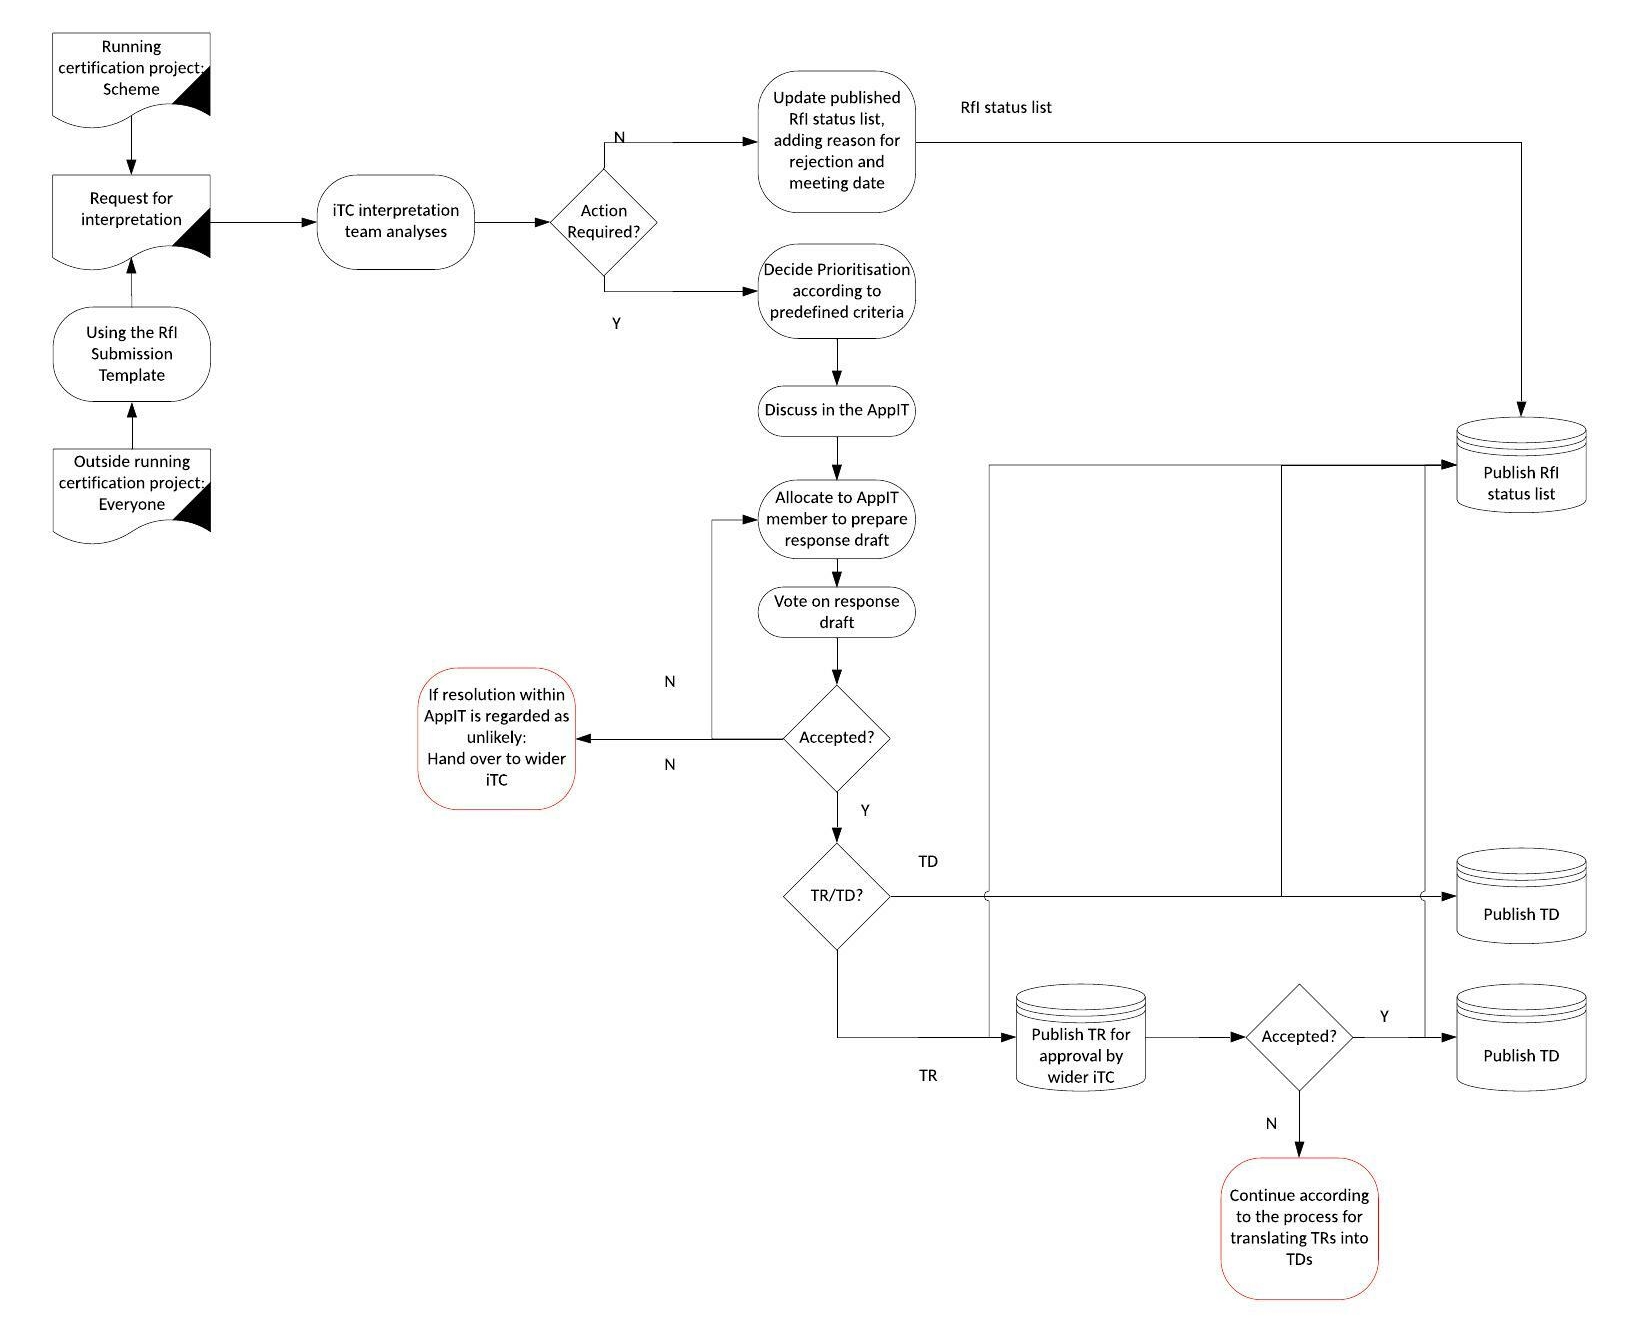 Running
certification project:
Scheme
Request for
interpretation
Using the RfI
Submission
Template
Outside running
certification project:
Everyone
iTC interpretation
team analyses
Action
Required?
N
Y
Update published
RfI status list,
adding reason for
rejection and
meeting date
RfI status list
Decide Prioritisation
according to
predefined criteria
Discuss in the AppIT
Allocate to AppIT
member to prepare
response draft
Vote on response
draft
Accepted?
N
N
If resolution within
AppIT is regarded as
unlikely:
Hand over to wider
iTC
Y
TR/TD?
TD
TR
Publish RfI
status list
Publish TD
Publish TR for
approval by
wider iTC
Accepted?
Y
Publish TD
N
Continue according
to the process for
translating TRs into
TDs